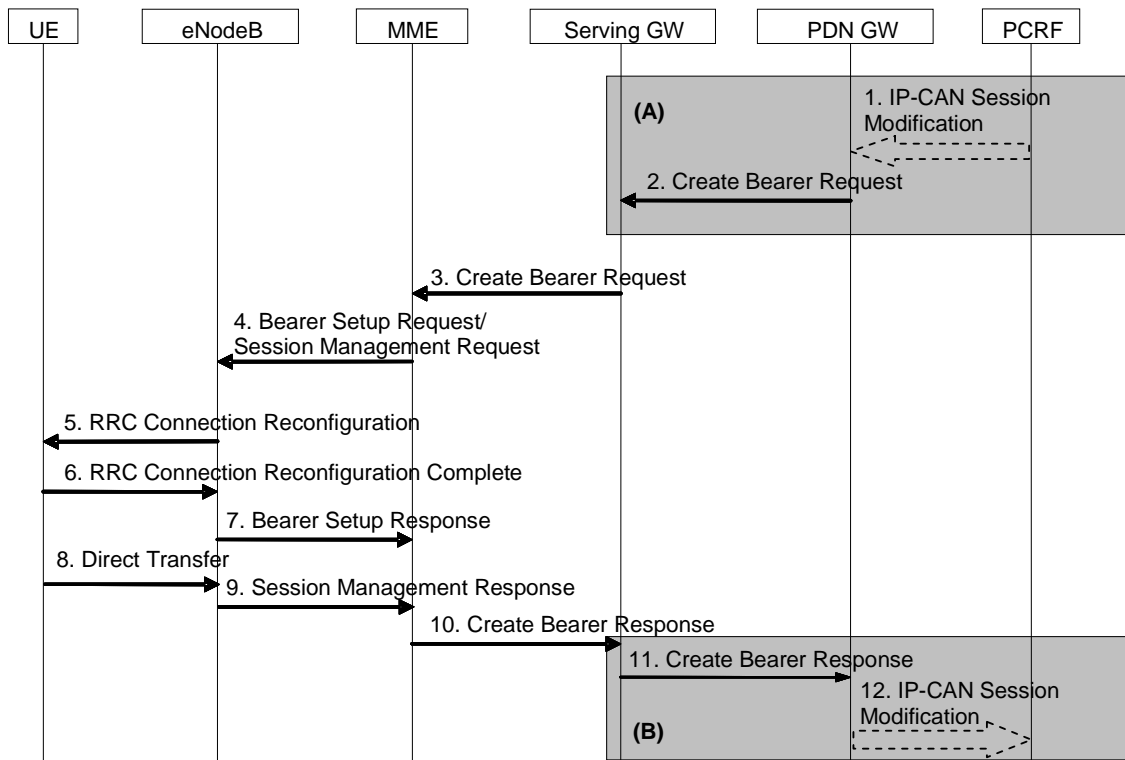 UE
eNodeB
MME
Serving GW
PDN GW
PCRF
(A)
1. IP-CAN Session
Modification
2. Create Bearer Request
3. Create Bearer Request
4. Bearer Setup Request/
Session Management Request
5. RRC Connection Reconfiguration
6. RRC Connection Reconfiguration Complete
7. Bearer Setup Response
8. Direct Transfer
9. Session Management Response
10. Create Bearer Response
11. Create Bearer Response
12. IP-CAN Session
Modification
(B)